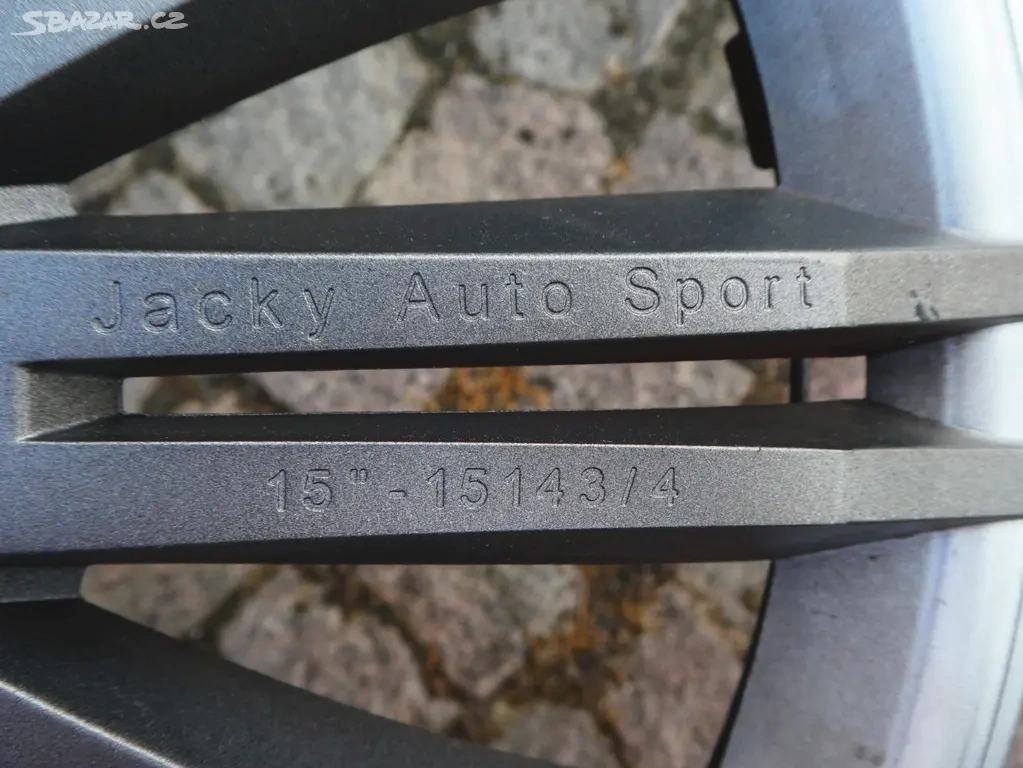 SBAZAR.CZ
Jacky Auto Sport
15"-15143/4